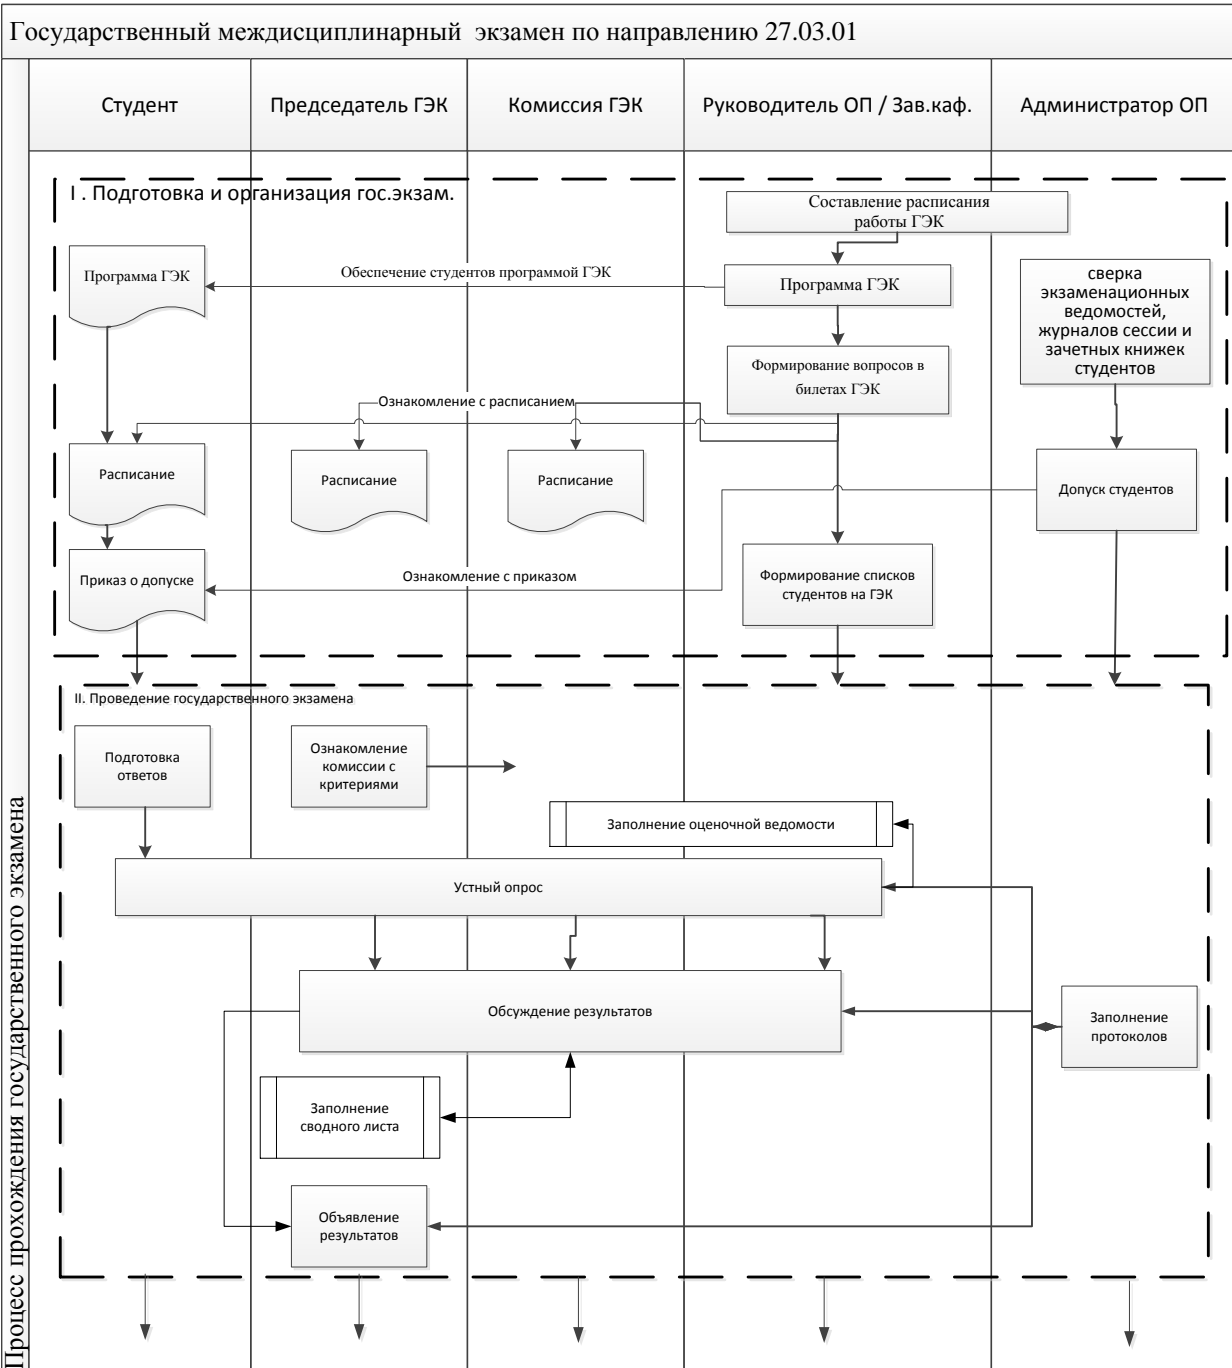 Государственный междисциплинарный экзамен по направлению 27.03.01
Процесс прохождения государственного экзамена
Студент
Председатель ГЭК
Комиссия ГЭК
Руководитель ОП / Зав.каф.
Администратор ОП
I . Подготовка и организация гос.экзам.
Составление расписания
работы ГЭК
Программа ГЭК
Обеспечение студентов программой ГЭК
Программа ГЭК
сверка
экзаменационных
ведомостей,
журналов сессии и
зачетных книжек
студентов
Формирование вопросов в
билетах ГЭК
Ознакомление с расписанием
Расписание
Расписание
Расписание
Допуск студентов
Приказ о допуске
Ознакомление с приказом
Формирование списков
студентов на ГЭК
II. Проведение государственного экзамена
Подготовка
ответов
Ознакомление
комиссии с
критериями
Заполнение оценочной ведомости
Устный опрос
Обсуждение результатов
Заполнение
протоколов
Заполнение
сводного листа
Объявление
результатов